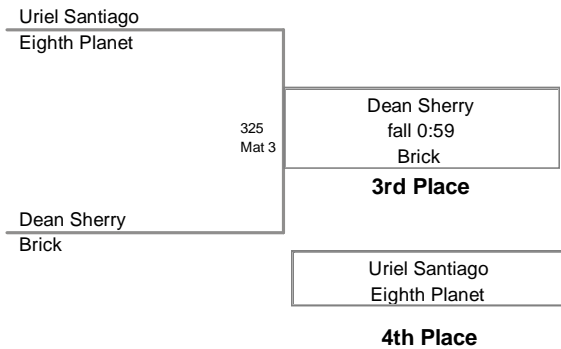 Uriel Santiago
Eighth Planet
325
Mat 3
Dean Sherry
fall 0:59
Brick
3rd Place
Dean Sherry
Brick
Uriel Santiago
Eighth Planet
4th Place